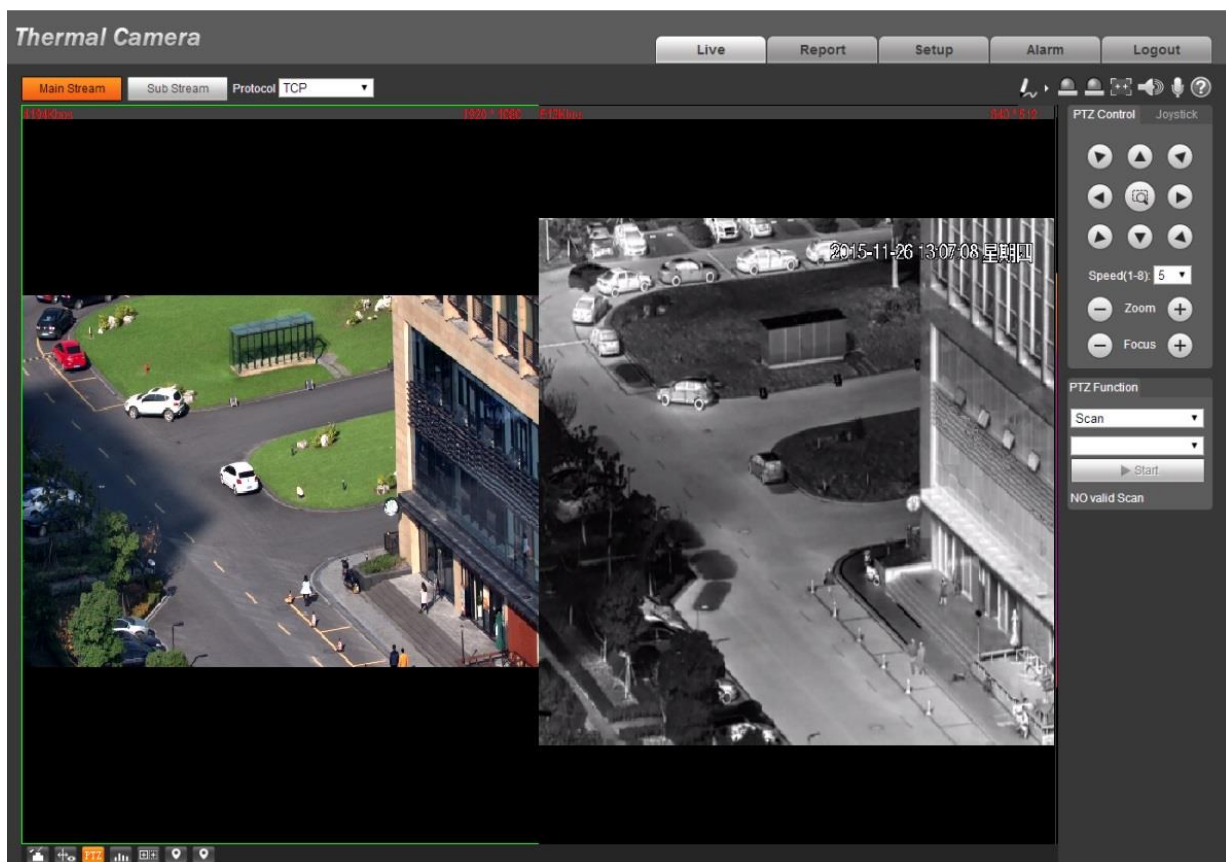 Thermal Camera
Live
Report
Setup
Alarm
Logout
Main Stream
Sub Stream
Protocol
TCP
1920 * 1080
512Kbps
640 * 512
PTZ Control
Joystick
2015-11-26 13:07:08 星期四
Speed(1-8):
5
Zoom
Focus
PTZ Function
Scan
Start
NO valid Scan
PTZ